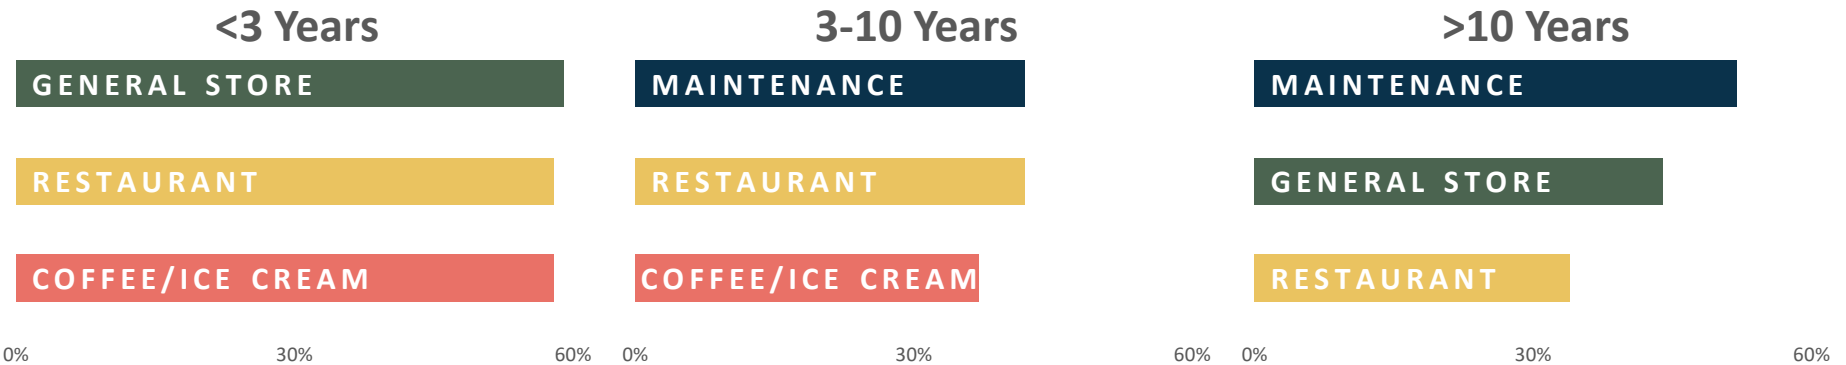 <3 Years
GENERAL STORE
RESTAURANT
COFFEE/ICE CREAM
0% 30% 60%
3-10 Years
MAINTENANCE
RESTAURANT
COFFEE/ICE CREAM
0% 30% 60%
>10 Years
MAINTENANCE
GENERAL STORE
RESTAURANT
0% 30% 60%